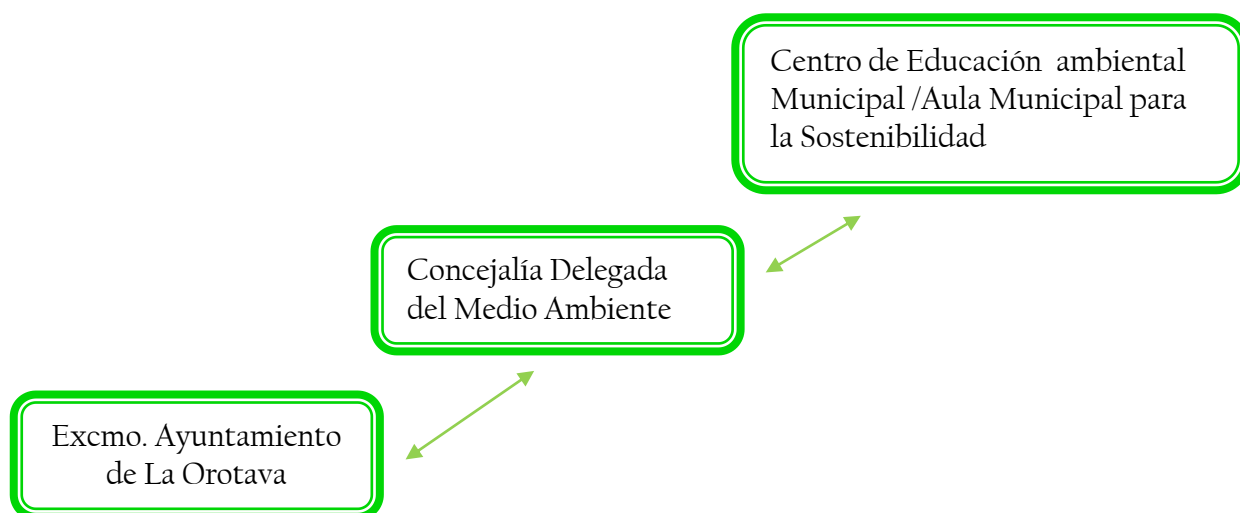 Centro de Educación ambiental
Municipal /Aula Municipal para
la Sostenibilidad
Concejalía Delegada
del Medio Ambiente
Excmo. Ayuntamiento
de La Orotava